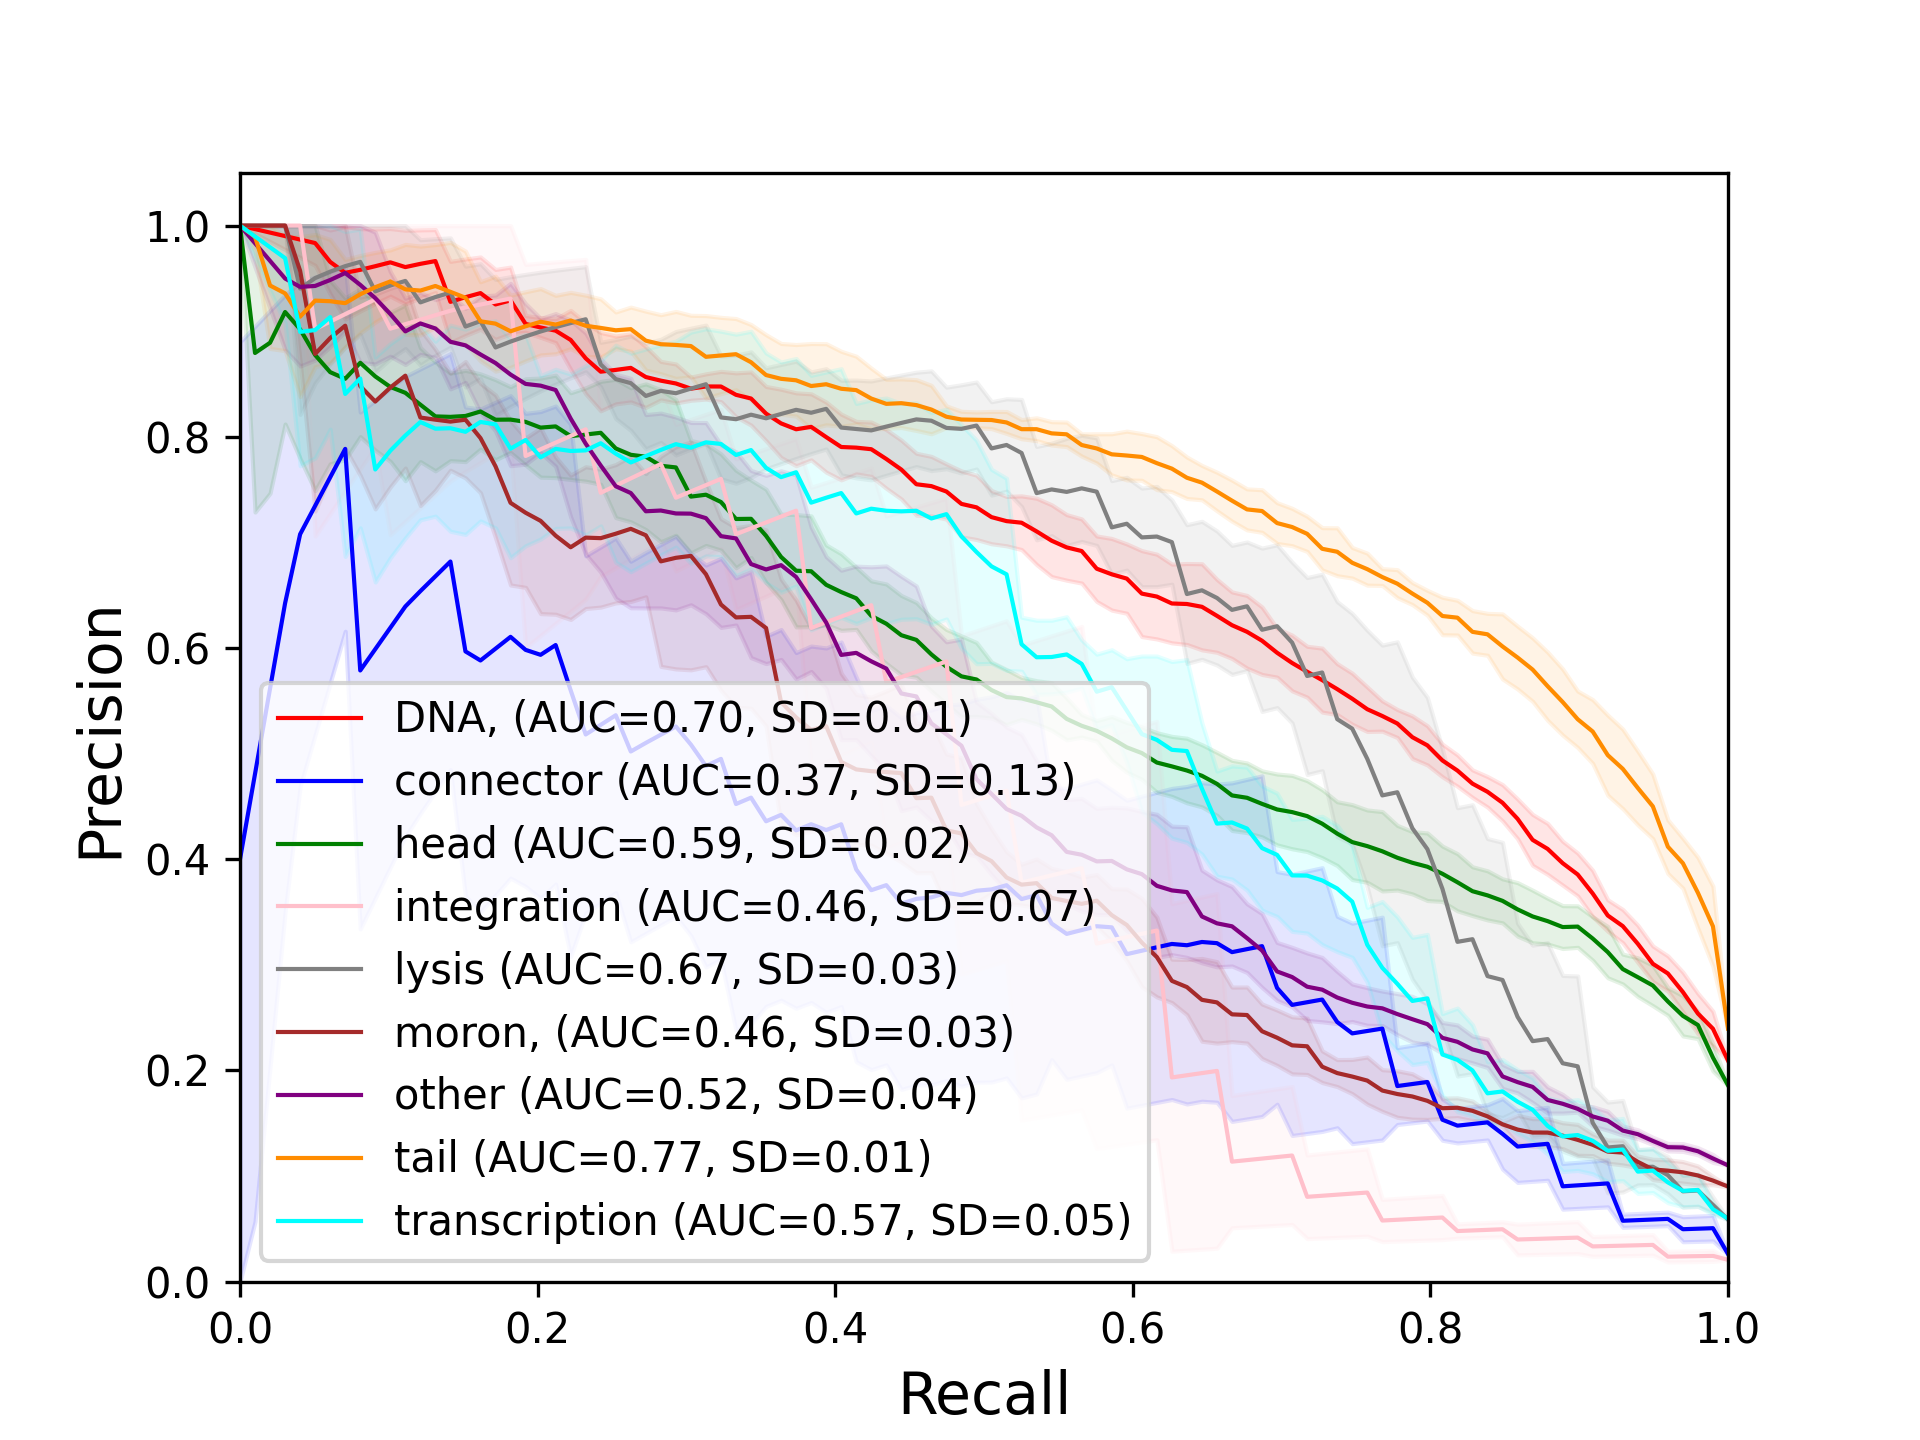 1.0
0.8
0.6
0.4
0.2
0.0
Precision
DNA, (AUC=0.70, SD=0.01)
connector (AUC=0.37, SD=0.13)
head (AUC=0.59, SD=0.02)
integration (AUC=0.46, SD=0.07)
lysis (AUC=0.67, SD=0.03)
moron, (AUC=0.46, SD=0.03)
other (AUC=0.52, SD=0.04)
tail (AUC=0.77, SD=0.01)
transcription (AUC=0.57, SD=0.05)
0.0 0.2 0.4 0.6 0.8 1.0
Recall